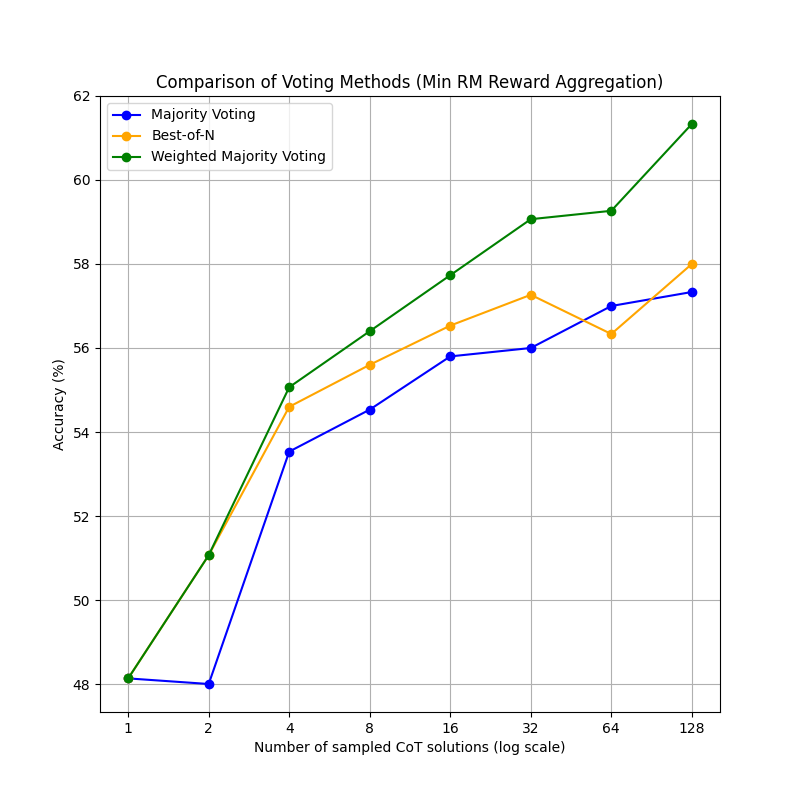 Comparison of Voting Methods (Min RM Reward Aggregation)
Majority Voting
Best-of-N
Weighted Majority Voting
62
60
58
56
54
52
50
48
Accuracy (%)
1 2 4 8 16 32 64 128
Number of sampled CoT solutions (log scale)